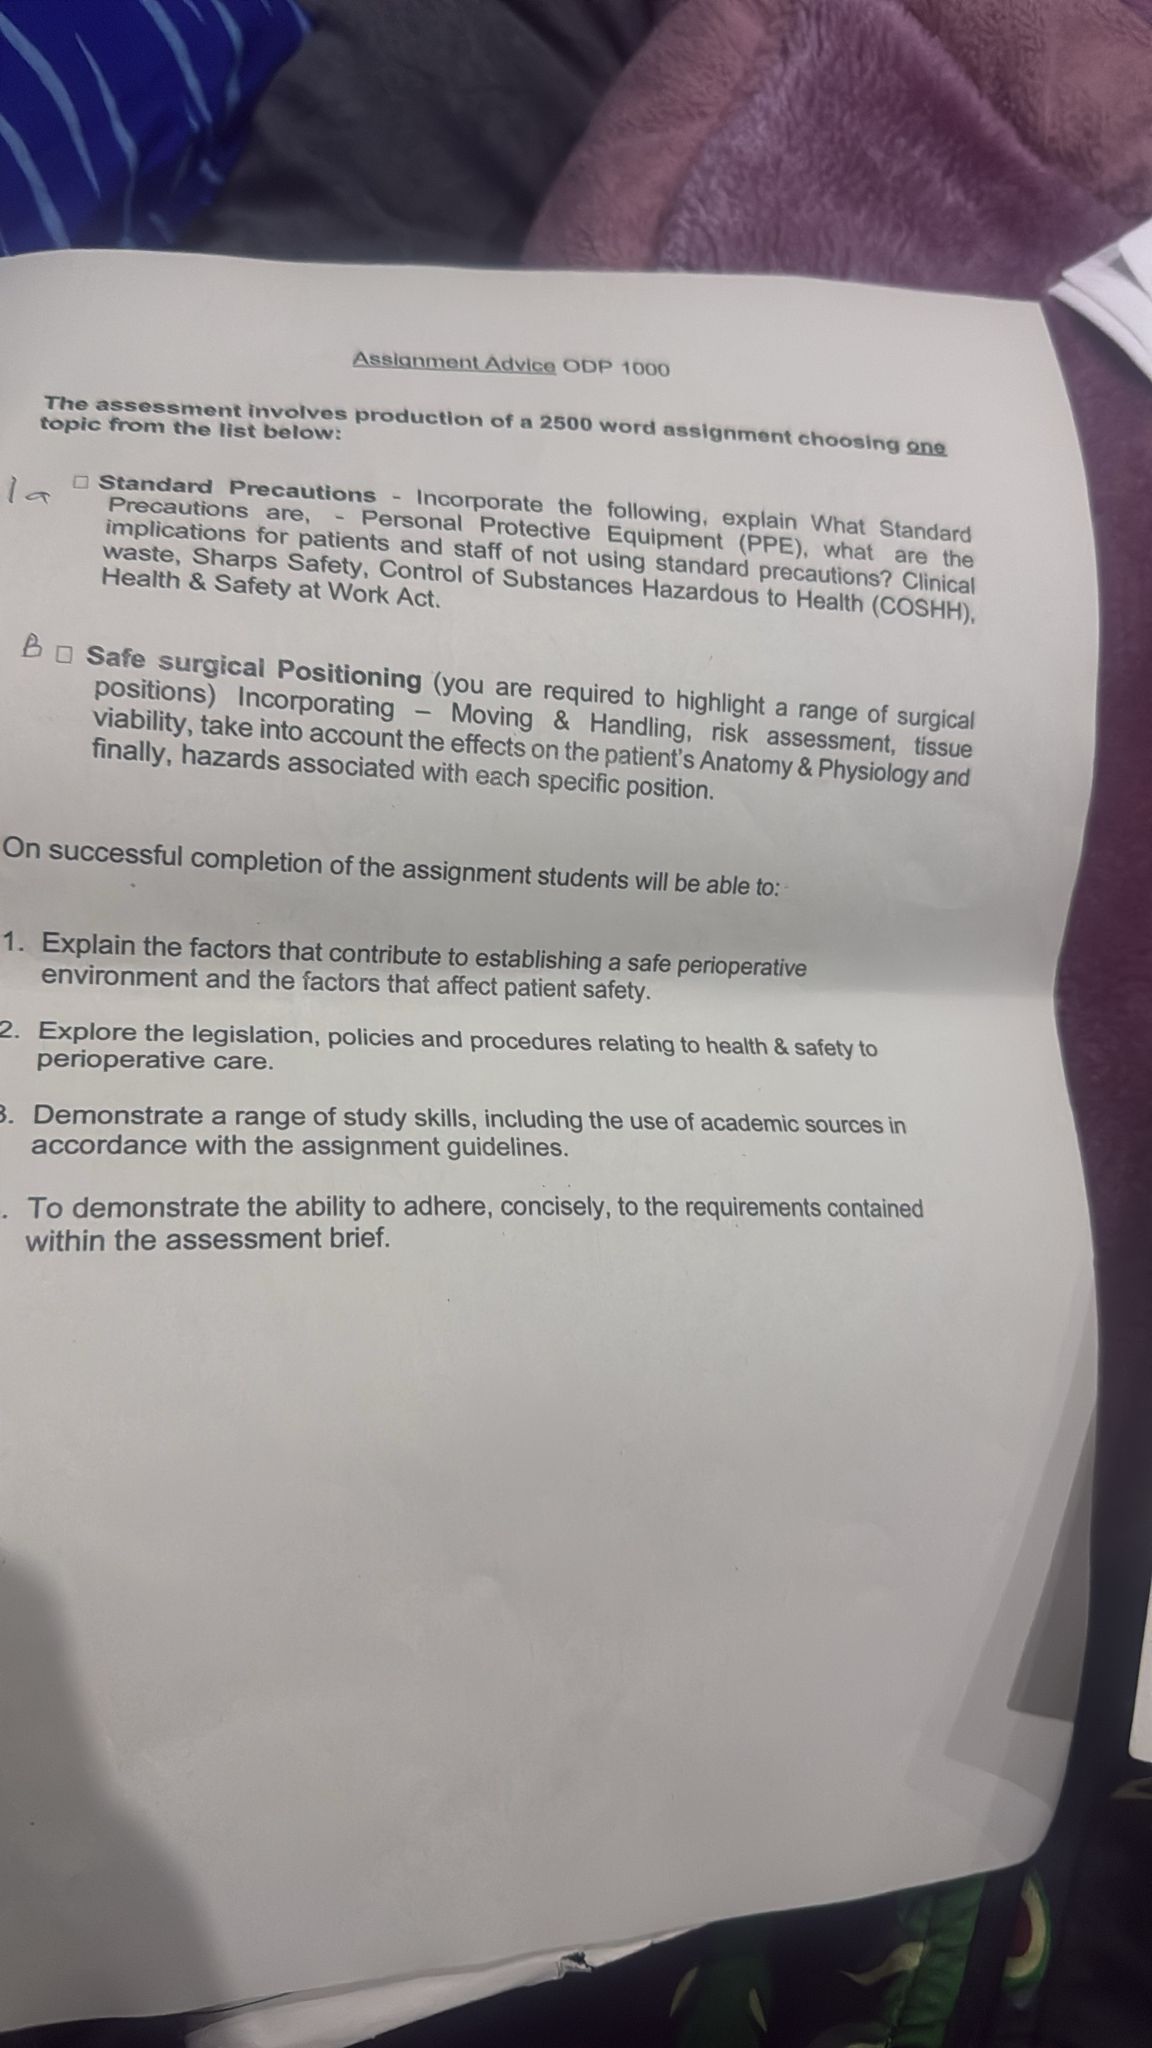 Assignment Advice ODP 1000
The assessment involves production of a 2500 word assignment choosing one
topic from the list below:
1a
☐ Standard Precautions - Incorporate the following, explain What Standard
Precautions are, - Personal Protective Equipment (PPE), what are the
implications for patients and staff of not using standard precautions? Clinical
waste, Sharps Safety, Control of Substances Hazardous to Health (COSHH),
Health & Safety at Work Act.
B
☐ Safe surgical Positioning (you are required to highlight a range of surgical
positions) Incorporating – Moving & Handling, risk assessment, tissue
viability, take into account the effects on the patient's Anatomy & Physiology and
finally, hazards associated with each specific position.
On successful completion of the assignment students will be able to:
1. Explain the factors that contribute to establishing a safe perioperative
environment and the factors that affect patient safety.
2. Explore the legislation, policies and procedures relating to health & safety to
perioperative care.
3. Demonstrate a range of study skills, including the use of academic sources in
accordance with the assignment guidelines.
. To demonstrate the ability to adhere, concisely, to the requirements contained
within the assessment brief.